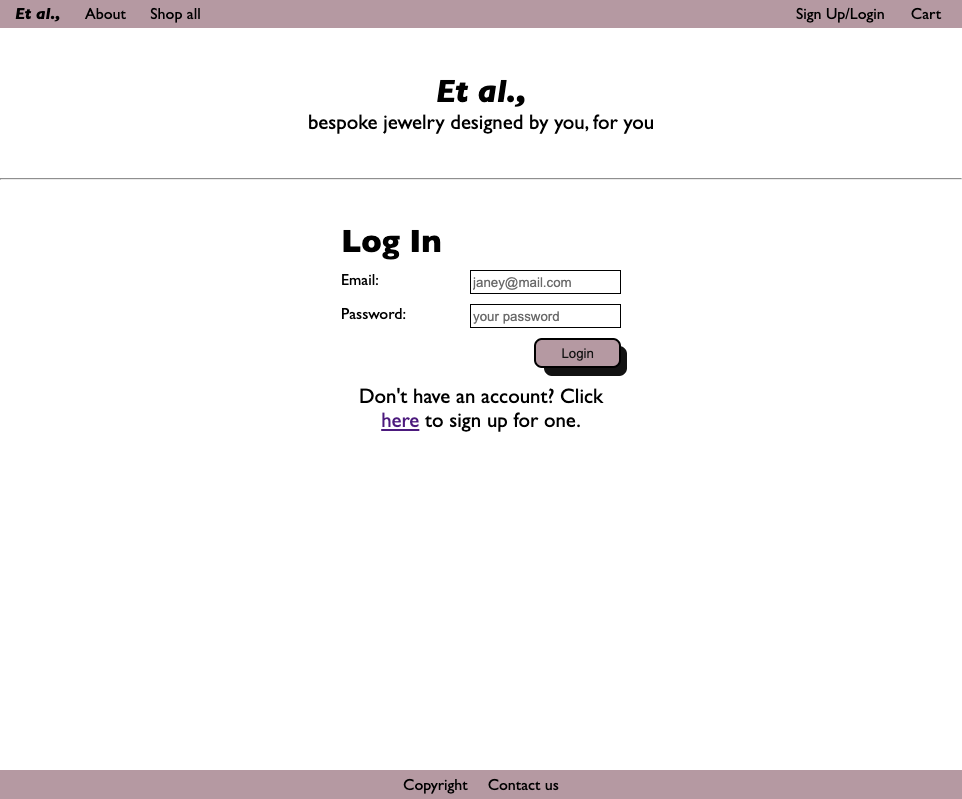 Et al., About Shop all Sign Up/Login Cart
Et al.,
bespoke jewelry designed by you, for you
Log In
Email: janey@mail.com
Password: your password
Login
Don't have an account? Click
here to sign up for one.
Copyright Contact us